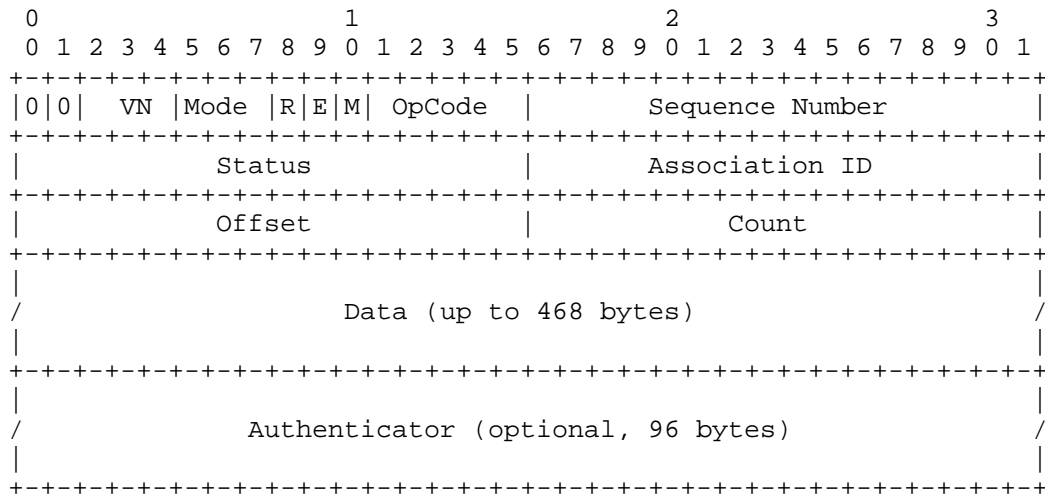 0                   1                   2                   3
 0 1 2 3 4 5 6 7 8 9 0 1 2 3 4 5 6 7 8 9 0 1 2 3 4 5 6 7 8 9 0 1
+-+-+-+-+-+-+-+-+-+-+-+-+-+-+-+-+-+-+-+-+-+-+-+-+-+-+-+-+-+-+-+-+
|0|0|  VN |Mode |R|E|M| OpCode  |       Sequence Number         |
+-+-+-+-+-+-+-+-+-+-+-+-+-+-+-+-+-+-+-+-+-+-+-+-+-+-+-+-+-+-+-+-+
|            Status             |       Association ID          |
+-+-+-+-+-+-+-+-+-+-+-+-+-+-+-+-+-+-+-+-+-+-+-+-+-+-+-+-+-+-+-+-+
|            Offset             |            Count              |
+-+-+-+-+-+-+-+-+-+-+-+-+-+-+-+-+-+-+-+-+-+-+-+-+-+-+-+-+-+-+-+-+
|                                                               |
/                    Data (up to 468 bytes)                     /
|                                                               |
+-+-+-+-+-+-+-+-+-+-+-+-+-+-+-+-+-+-+-+-+-+-+-+-+-+-+-+-+-+-+-+-+
|                                                               |
/              Authenticator (optional, 96 bytes)               /
|                                                               |
+-+-+-+-+-+-+-+-+-+-+-+-+-+-+-+-+-+-+-+-+-+-+-+-+-+-+-+-+-+-+-+-+